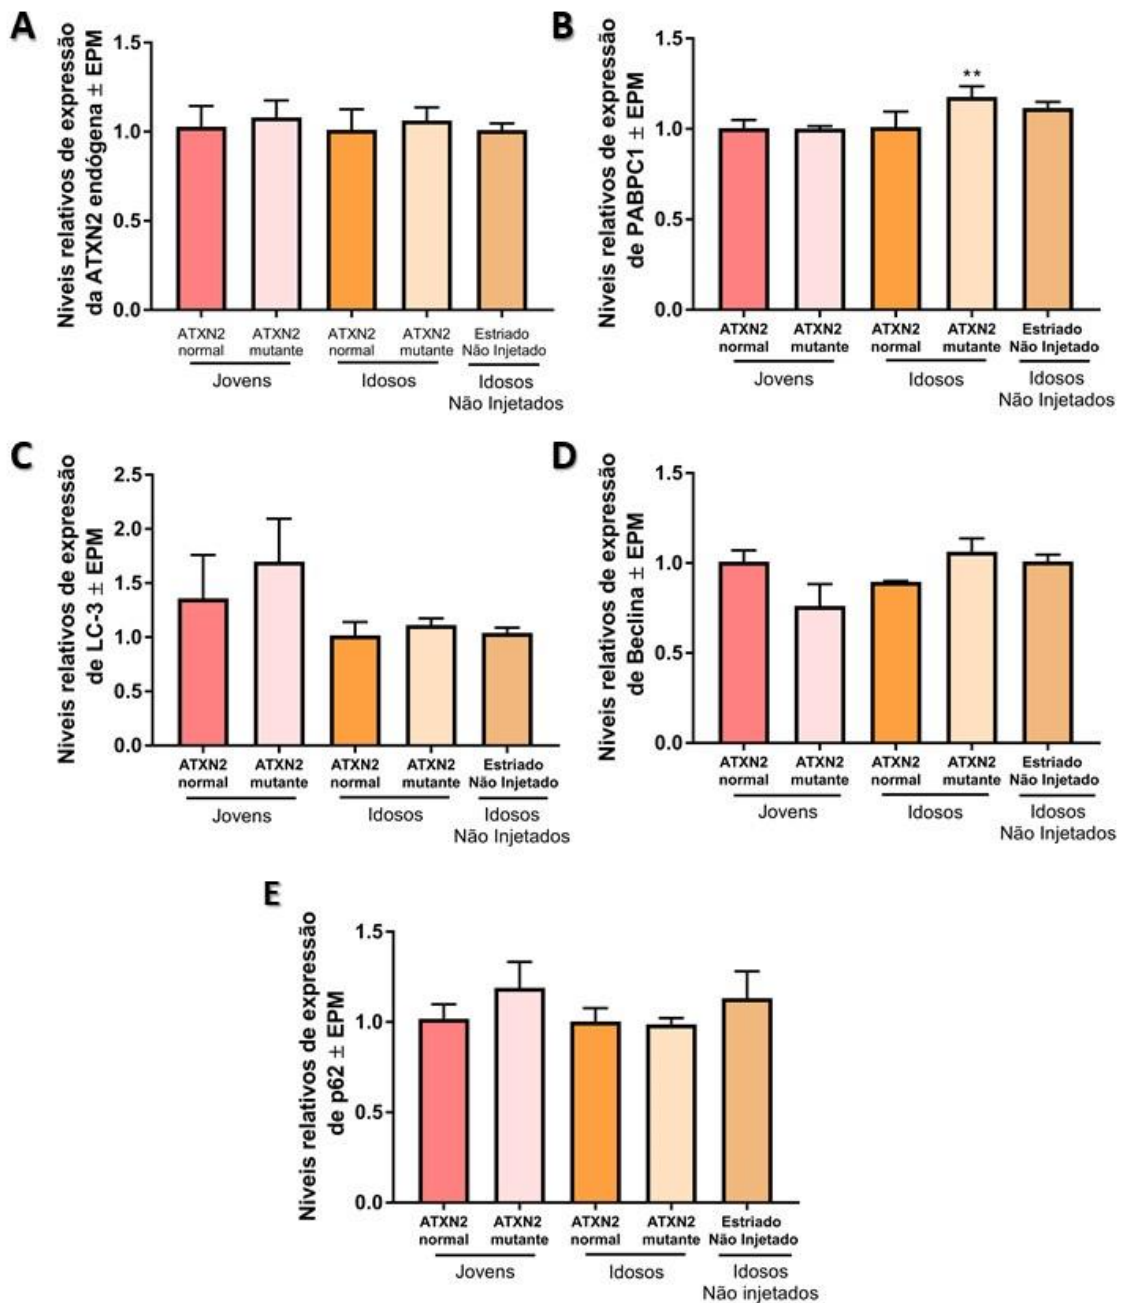 A
Níveis relativos de expressão
da ATXN2 endógena ± EPM
1.5
1.0
0.5
0.0
ATXN2 normal
ATXN2 mutante
ATXN2 normal
ATXN2 mutante
Estriado Não Injetado
Jovens
Idosos
Idosos
Não Injetados
B
Níveis relativos de expressão
de PABPC1 ± EPM
1.5
1.0
0.5
0.0
**
ATXN2 normal
ATXN2 mutante
ATXN2 normal
ATXN2 mutante
Estriado Não Injetado
Jovens
Idosos
Idosos
Não Injetados
C
Níveis relativos de expressão
de LC-3 ± EPM
2.5
2.0
1.5
1.0
0.5
0.0
ATXN2 normal
ATXN2 mutante
ATXN2 normal
ATXN2 mutante
Estriado Não Injetado
Jovens
Idosos
Idosos
Não Injetados
D
Níveis relativos de expressão
de Beclina ± EPM
1.5
1.0
0.5
0.0
ATXN2 normal
ATXN2 mutante
ATXN2 normal
ATXN2 mutante
Estriado Não Injetado
Jovens
Idosos
Idosos
Não Injetados
E
Níveis relativos de expressão
de p62 ± EPM
1.5
1.0
0.5
0.0
ATXN2 normal
ATXN2 mutante
ATXN2 normal
ATXN2 mutante
Estriado Não Injetado
Jovens
Idosos
Idosos
Não injetados